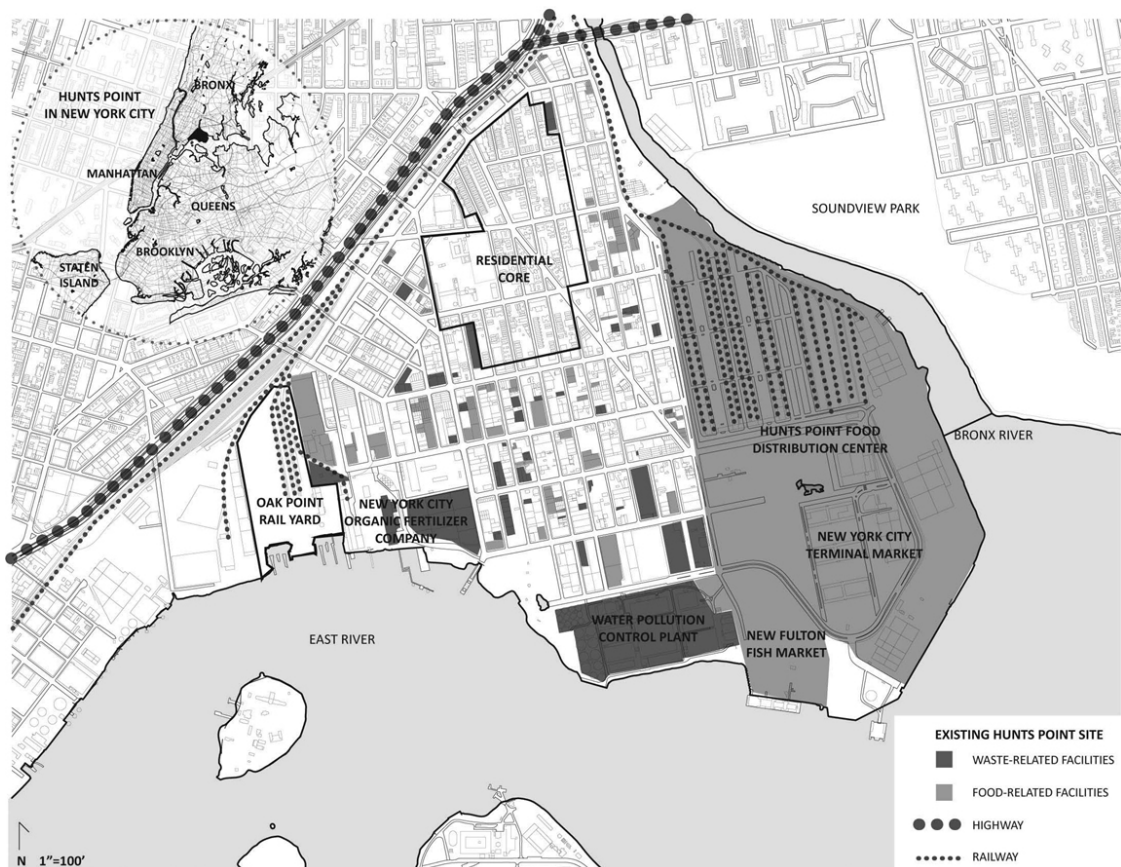 BRONX
HUNTS POINT
IN NEW YORK CITY
MANHATTAN
QUEENS
BROOKLYN
STATEN
ISLAND
SOUNDVIEW PARK
RESIDENTIAL
CORE
HUNTS POINT FOOD
DISTRIBUTION CENTER
BRONX RIVER
OAK POINT
RAIL YARD
NEW YORK CITY
ORGANIC FERTILIZER
COMPANY
NEW YORK CITY
TERMINAL MARKET
WATER POLLUTION
CONTROL PLANT
NEW FULTON
FISH MARKET
EAST RIVER
EXISTING HUNTS POINT SITE
WASTE-RELATED FACILITIES
FOOD-RELATED FACILITIES
HIGHWAY
RAILWAY
N 1”=100’